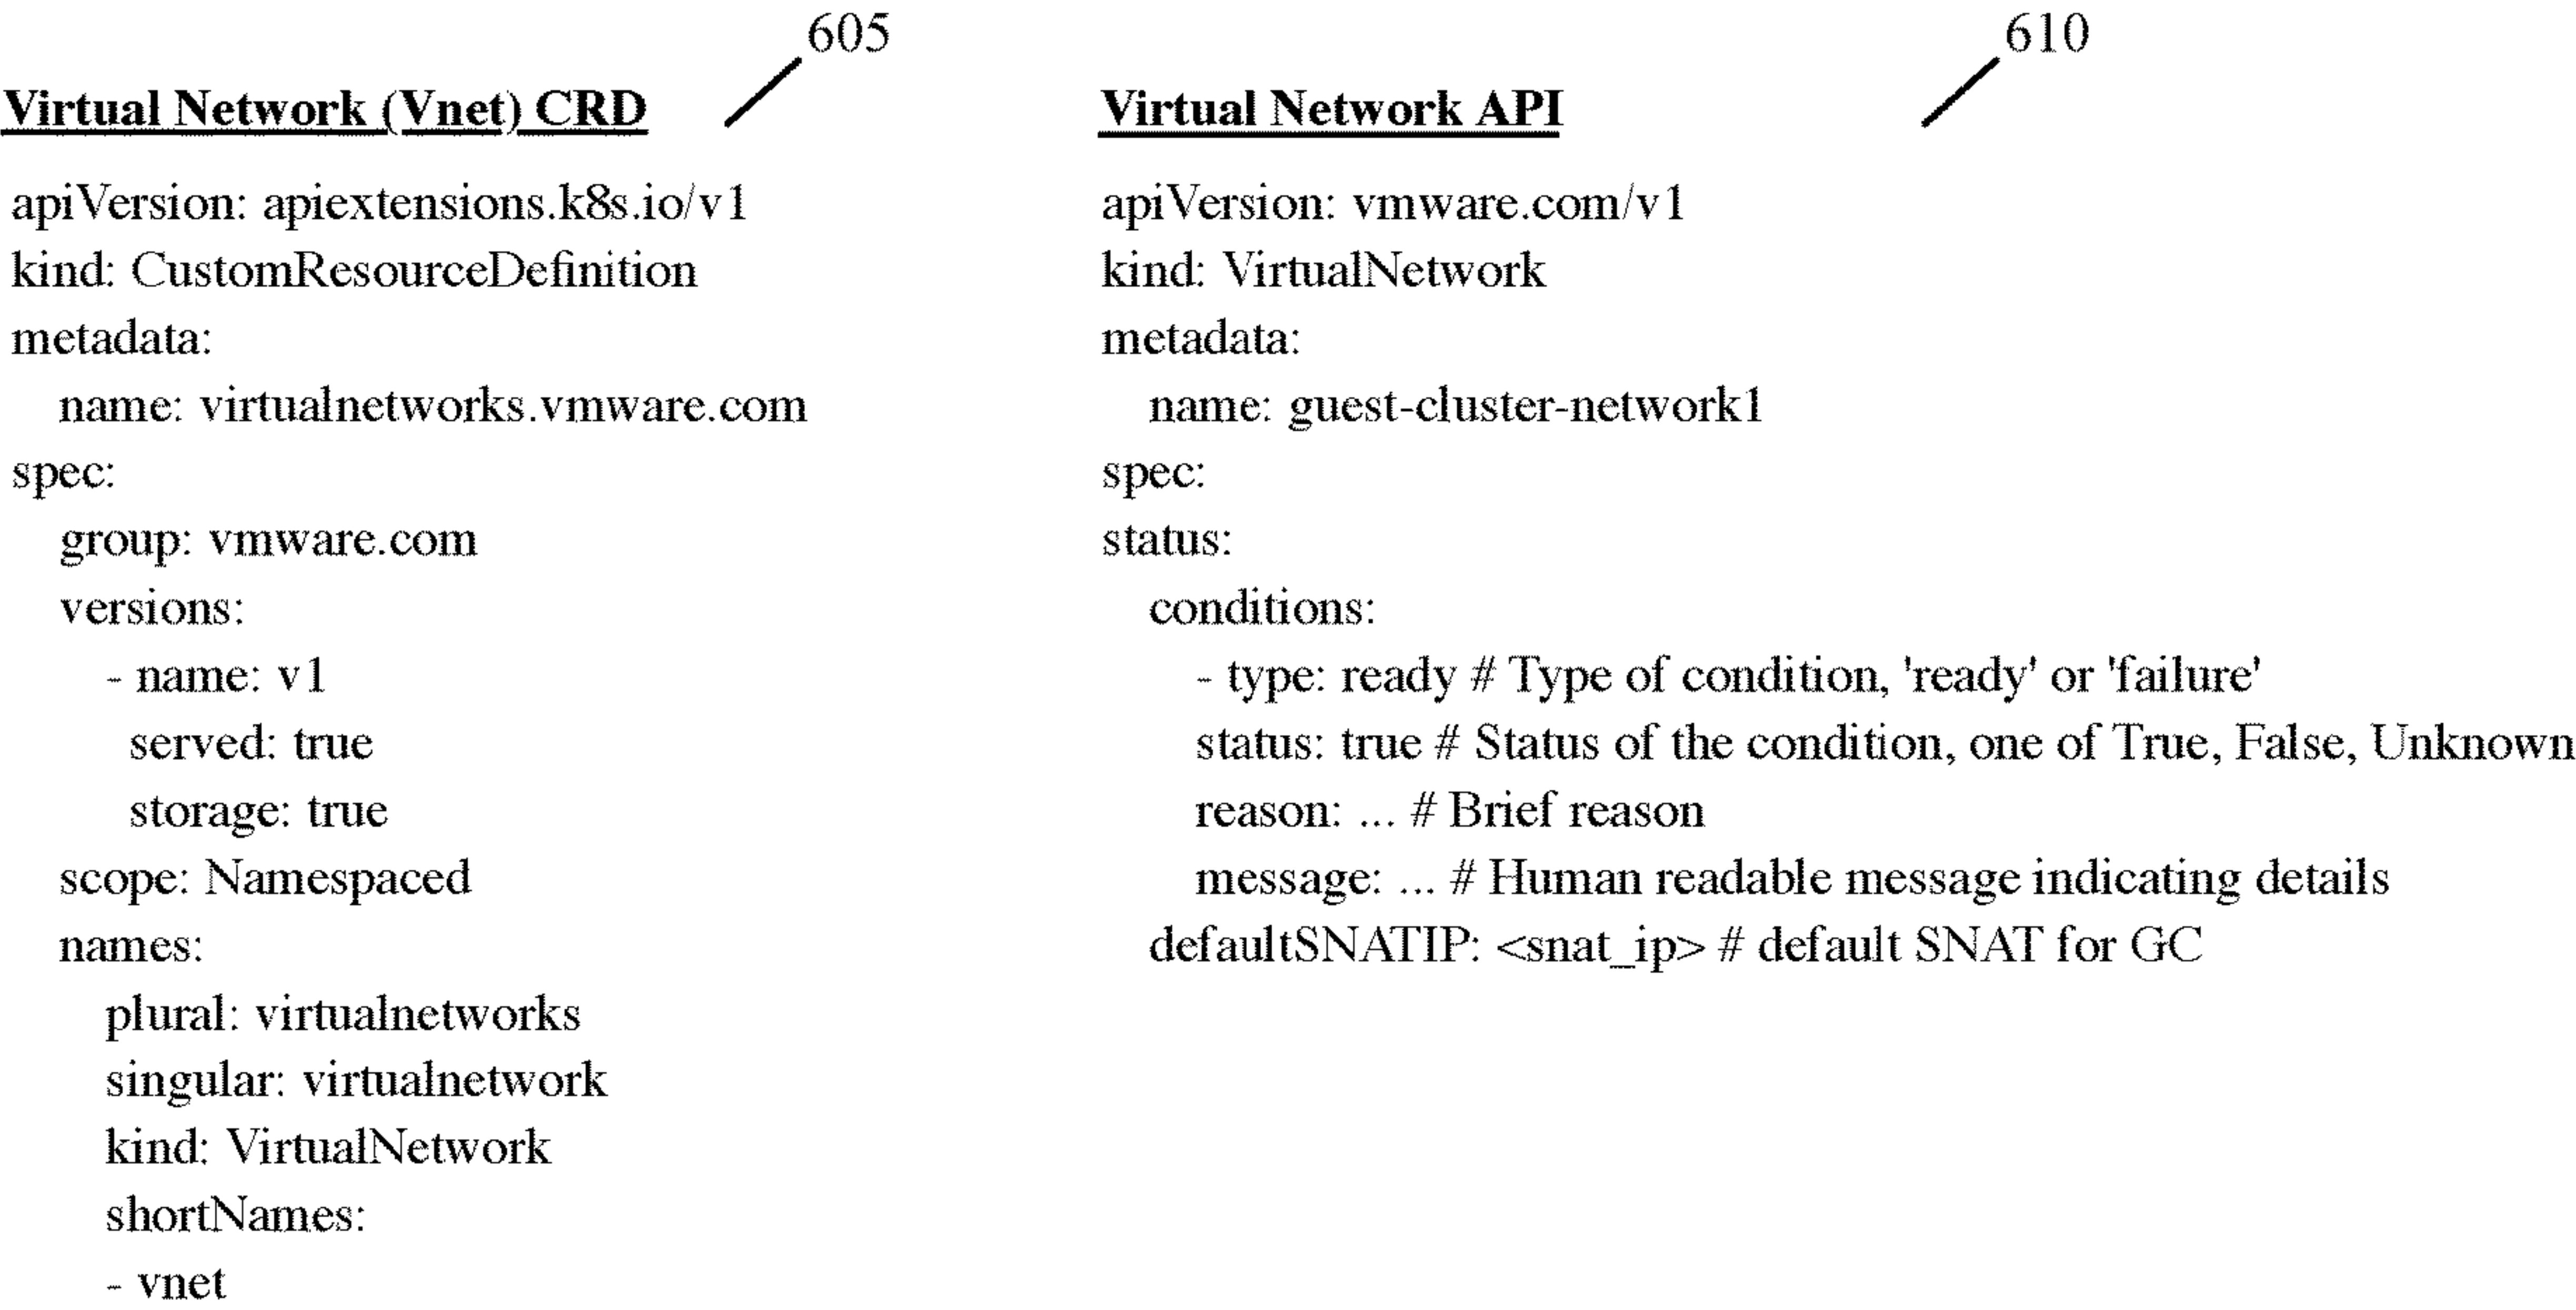 605
Virtual Network (Vnet) CRD
apiVersion: apiextensions.k8s.io/v1
kind: CustomResourceDefinition
metadata:
name: virtualnetworks.vmware.com
spec:
group: vmware.com
versions:
- name: v1
served: true
storage: true
scope: Namespaced
names:
plural: virtualnetworks
singular: virtualnetwork
kind: VirtualNetwork
shortNames:
- vnet
610
Virtual Network API
apiVersion: vmware.com/v1
kind: VirtualNetwork
metadata:
name: guest-cluster-network1
spec:
status:
conditions:
- type: ready # Type of condition, 'ready' or 'failure'
status: true # Status of the condition, one of True, False, Unknown
reason: ... # Brief reason
message: ... # Human readable message indicating details
defaultSNATIP: <snat_ip> # default SNAT for GC